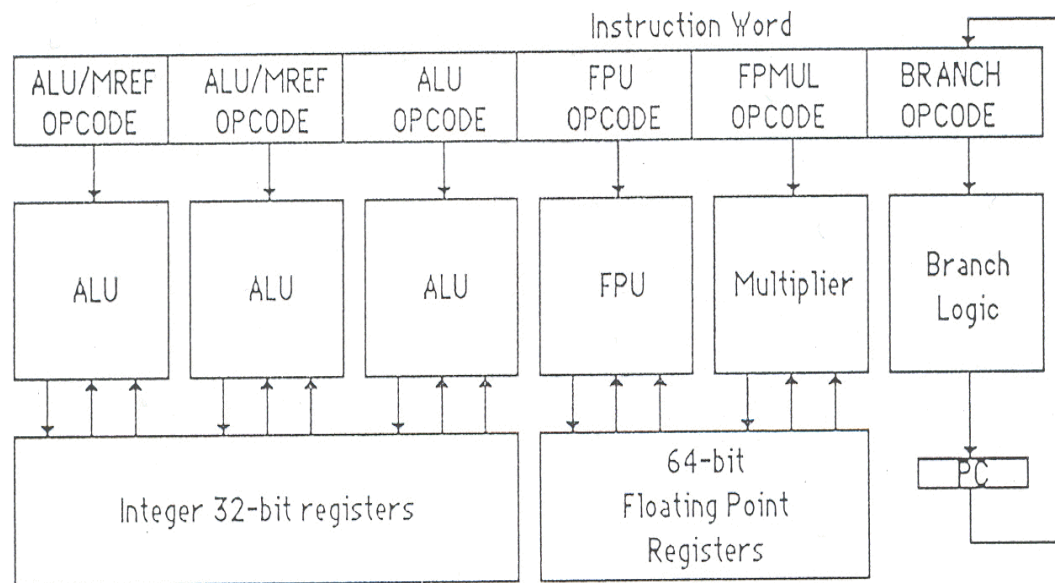 Instruction Word
ALU/MREF
OPCODE
ALU/MREF
OPCODE
ALU
OPCODE
FPU
OPCODE
FPMUL
OPCODE
BRANCH
OPCODE
ALU
ALU
ALU
FPU
Multiplier
Branch
Logic
Integer 32-bit registers
64-bit
Floating Point
Registers
PC